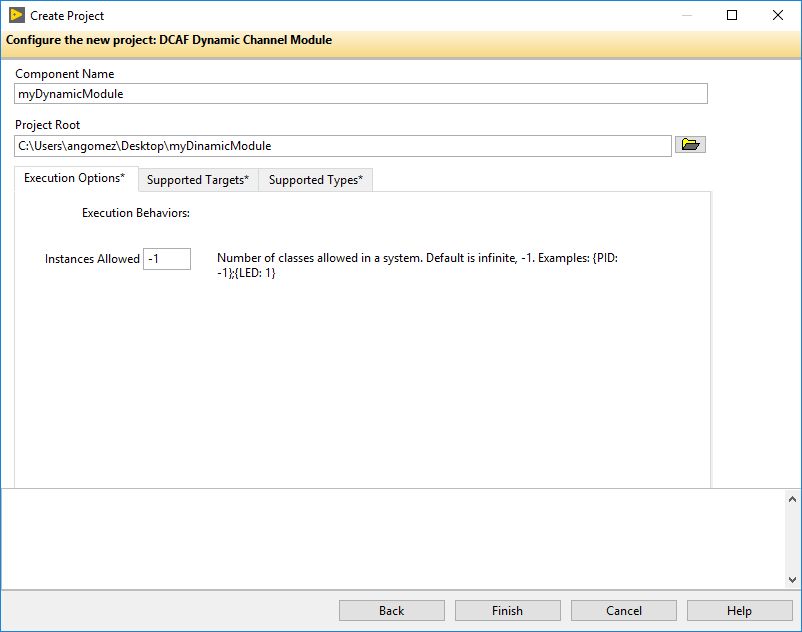 Create Project
Configure the new project: DCAF Dynamic Channel Module
Component Name
myDynamicModule
Project Root
C:\Users\angomez\Desktop\myDinamicModule
Execution Options* Supported Targets* Supported Types*
Execution Behaviors:
Instances Allowed -1 Number of classes allowed in a system. Default is infinite, -1. Examples: {PID:
-1};{LED: 1}
Back Finish Cancel Help